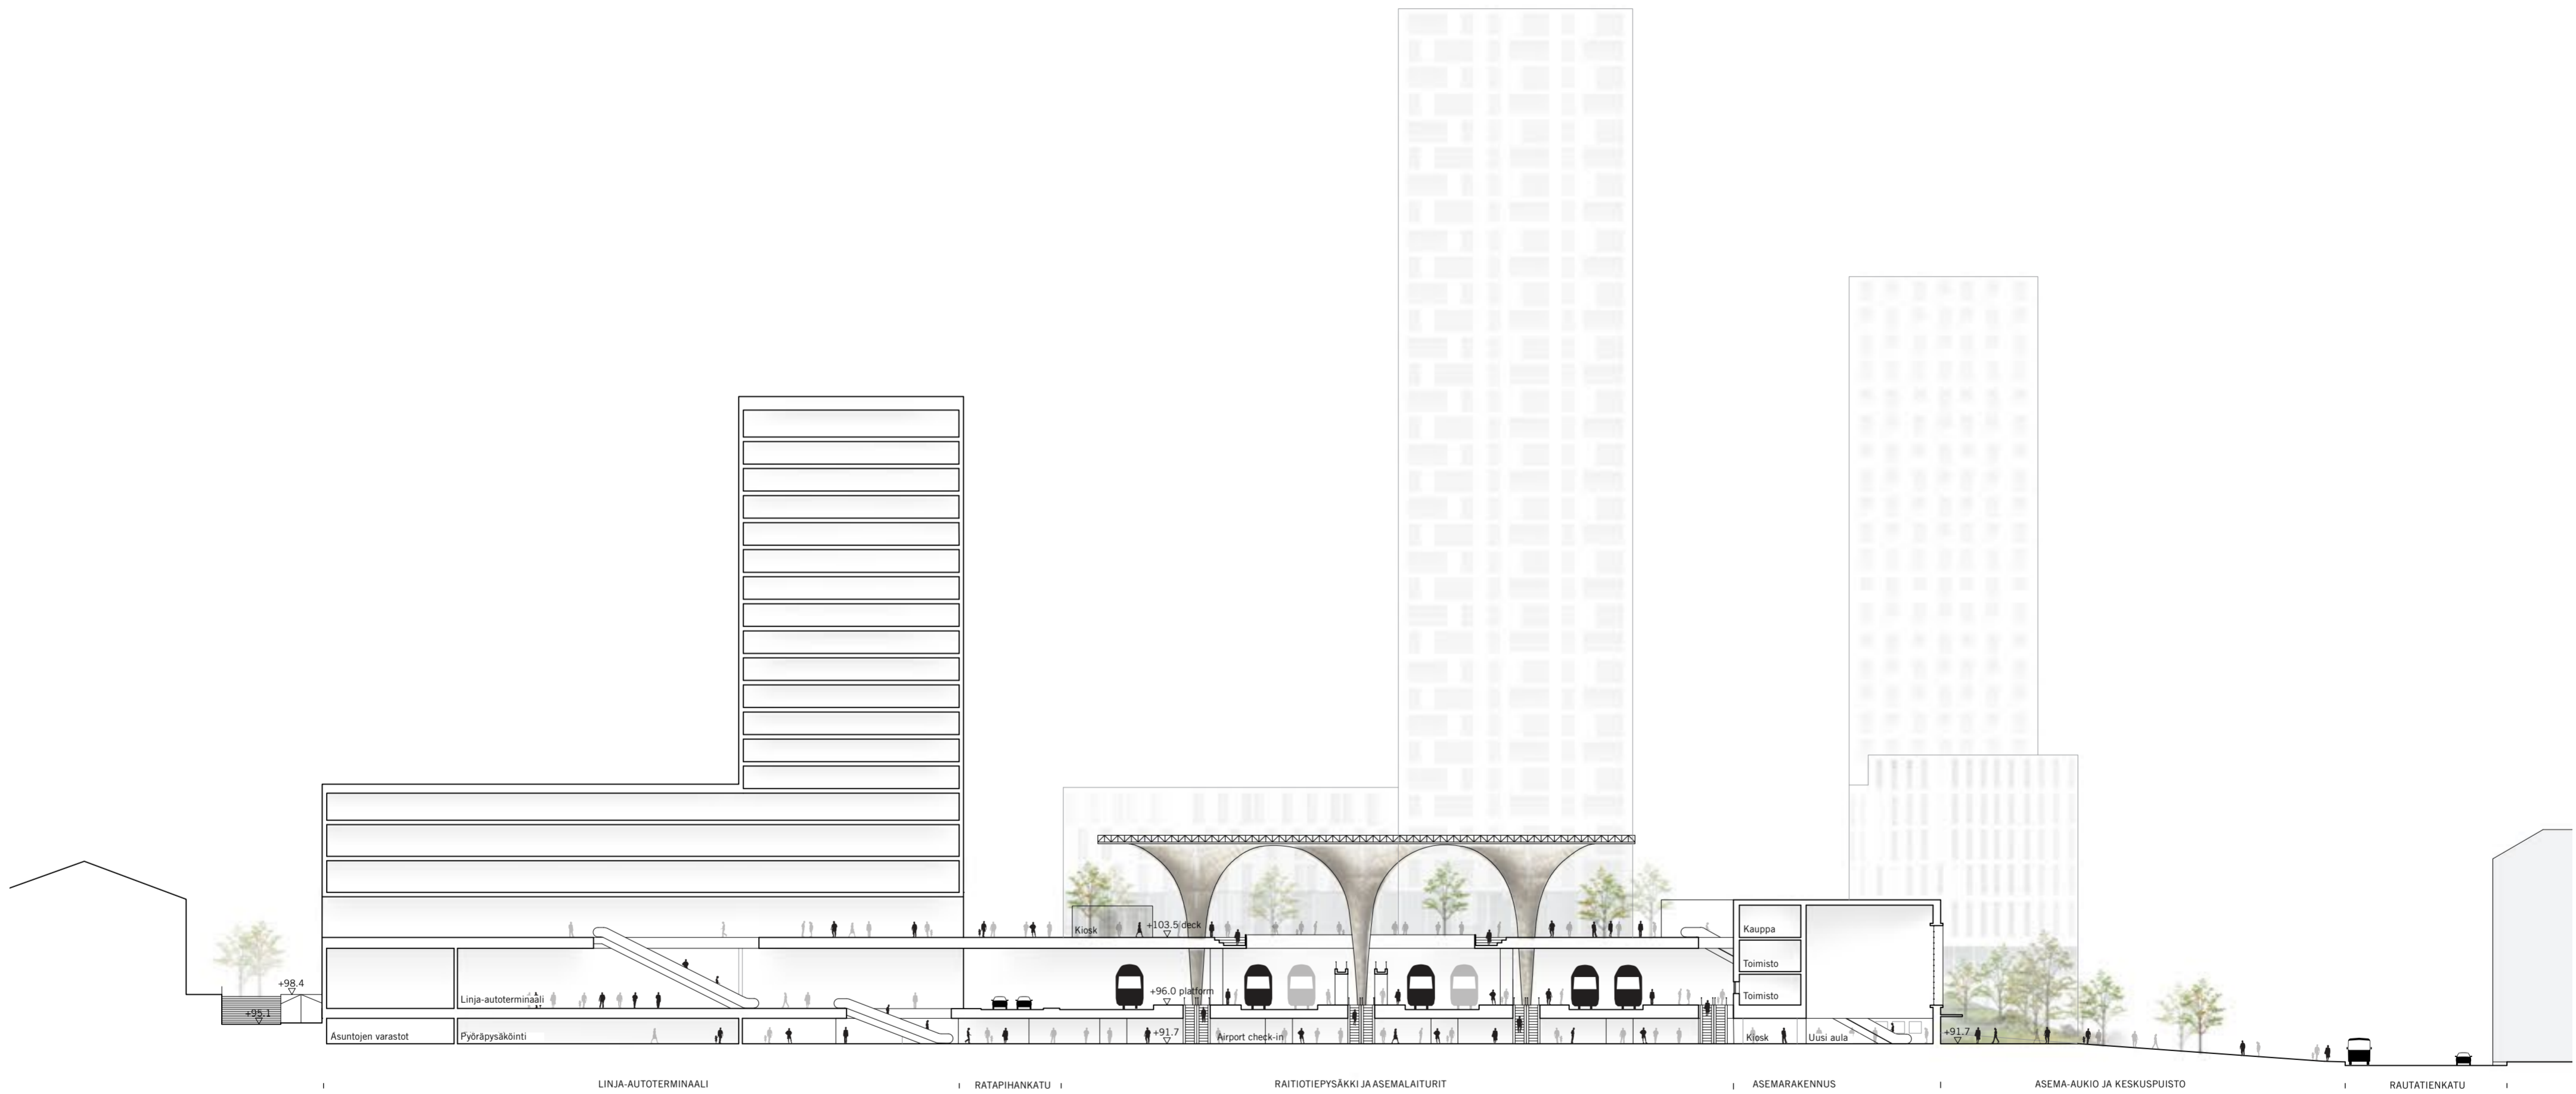 +98.4
+95.1
Kiosk
+103.5 deck
Kauppa
Toimisto
Linja-autoterminaali
+96.0 platform
Toimisto
Asuntojen varastot
Pyöräpysäköinti
+91.7
Airport check-in
Kiosk
Uusi aula
+91.7
LINJA-AUTOTERMINAALI
RATAPIHANKATU
RAITIOTIEPYSÄKKI JA ASEMALAITURIT
ASEMARAKENNUS
ASEMA-AUKIO JA KESKUSPUISTO
RAUTATIENKATU